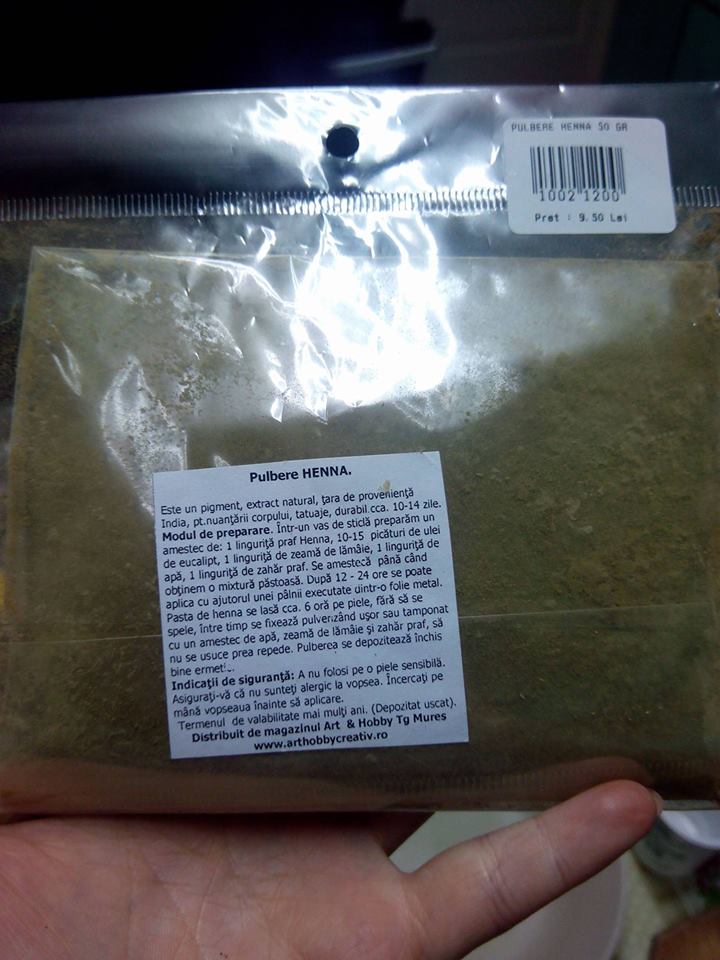 PULBERE HENNA 50 GR
1002 1200
Pret : 9.50 Lei
Pulbere HENNA.
Este un pigment, extract natural, țara de proveniență
India, pt.nuanțării corpului, tatuaje, durabil.cca. 10-14 zile.
Modul de preparare. Într-un vas de sticlă preparăm un
amestec de: 1 linguriță praf Henna, 10-15 picături de ulei
de eucalipt, 1 linguriță de zeamă de lămâie, 1 linguriță de
apă, 1 linguriță de zahăr praf. Se amestecă până când
obținem o mixtură păstoasă. După 12 - 24 ore se poate
aplica cu ajutorul unei pâlnii executate dintr-o folie metal.
Pasta de henna se lasă cca. 6 oră pe piele, fără să se
spele, între timp se fixează pulverizând ușor sau tamponat
cu un amestec de apă, zeamă de lămâie și zahăr praf, să
nu se usuce prea repede. Pulberea se depozitează închis
bine
Indicații de siguranță: A nu folosi pe o piele sensibilă.
Asigurați-vă că nu sunteți alergic la vopsea. Încercați pe
mână vopseaua înainte să aplicare.
Termenul de valabilitate mai mulți ani. (Depozitat uscat).
Distribuit de magazinul Art & Hobby Tg Mures
www.arthobbycreativ.ro